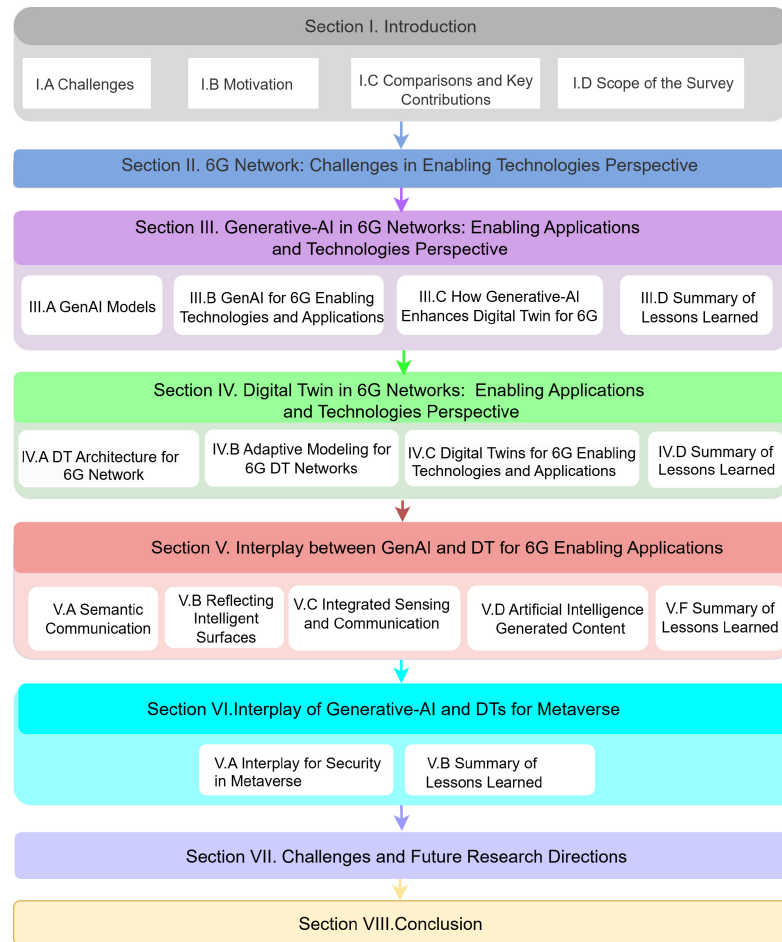 Section I. Introduction
I.A Challenges
I.B Motivation
I.C Comparisons and Key
Contributions
I.D Scope of the Survey
Section II. 6G Network: Challenges in Enabling Technologies Perspective
Section III. Generative-AI in 6G Networks: Enabling Applications
and Technologies Perspective
III.A GenAI Models
III.B GenAI for 6G Enabling
Technologies and Applications
III.C How Generative-AI
Enhances Digital Twin for 6G
III.D Summary of
Lessons Learned
Section IV. Digital Twin in 6G Networks: Enabling Applications
and Technologies Perspective
IV.A DT Architecture for
6G Network
IV.B Adaptive Modeling for
6G DT Networks
IV.C Digital Twins for 6G Enabling
Technologies and Applications
IV.D Summary of
Lessons Learned
Section V. Interplay between GenAI and DT for 6G Enabling Applications
V.A Semantic
Communication
V.B Reflecting
Intelligent
Surfaces
V.C Integrated Sensing
and Communication
V.D Artificial Intelligence
Generated Content
V.F Summary of
Lessons Learned
Section VI.Interplay of Generative-AI and DTs for Metaverse
V.A Interplay for Security
in Metaverse
V.B Summary of
Lessons Learned
Section VII. Challenges and Future Research Directions
Section VIII.Conclusion